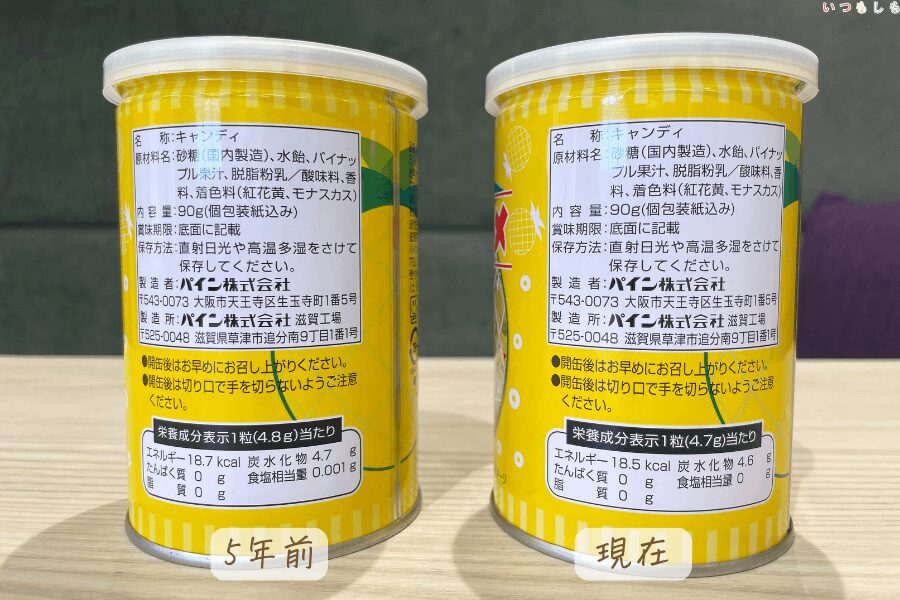 いつもしも
名 称：キャンディ
原材料名：砂糖（国内製造）、水飴、パイナッ
プル果汁、脱脂粉乳／酸味料、香
料、着色料（紅花黄、モナスカス）
内 容 量：90g（個包装紙込み）
賞味期限：底面に記載
保存方法：直射日光や高温多湿をさけて
保存してください。
製 造 者：パイン株式会社
〒543-0073 大阪市天王寺区生玉寺町1番5号
製 造 所：パイン株式会社 滋賀工場
〒525-0048 滋賀県草津市追分南9丁目1番1号
●開缶後はお早めにお召し上がりください。
●開缶後は切り口で手を切らないようご注意
ください。
栄養成分表示1粒(4.8g)当たり
エネルギー 18.7 kcal 炭水化物 4.7 g
たんぱく質 0 g 食塩相当量 0.001 g
脂 質 0 g
5年前
名 称：キャンディ
原材料名：砂糖（国内製造）、水飴、パイナッ
プル果汁、脱脂粉乳／酸味料、香
料、着色料（紅花黄、モナスカス）
内 容 量：90g（個包装紙込み）
賞味期限：底面に記載
保存方法：直射日光や高温多湿をさけて
保存してください。
製 造 者：パイン株式会社
〒543-0073 大阪市天王寺区生玉寺町1番5号
製 造 所：パイン株式会社 滋賀工場
〒525-0048 滋賀県草津市追分南9丁目1番1号
●開缶後はお早めにお召し上がりください。
●開缶後は切り口で手を切らないようご注意
ください。
栄養成分表示1粒(4.7g)当たり
エネルギー 18.5 kcal 炭水化物 4.6 g
たんぱく質 0 g 食塩相当量 0 g
脂 質 0 g
現在